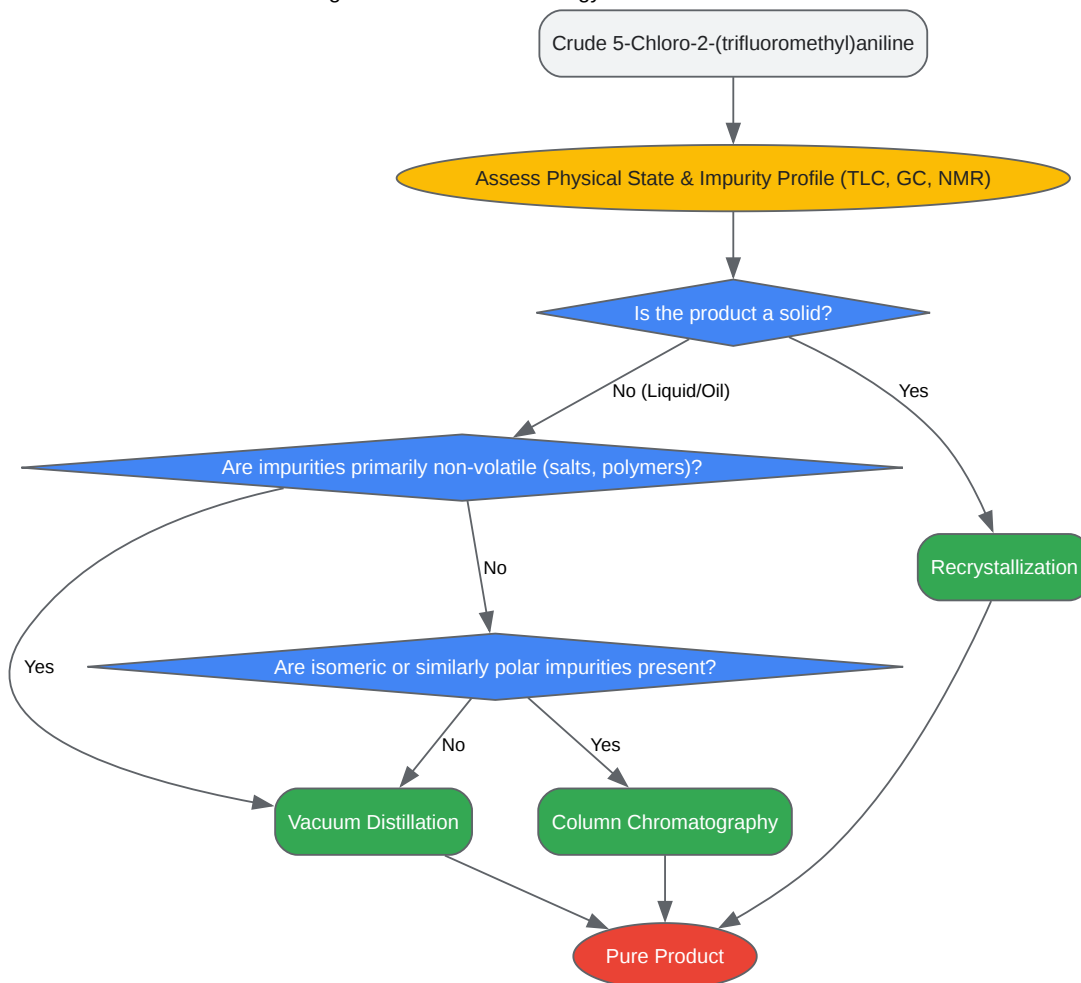 Crude 5-Chloro-2-(trifluoromethyl)aniline
Assess Physical State & Impurity Profile (TLC, GC, NMR)
Is the product a solid?
No (Liquid/Oil)
Yes
Are impurities primarily non-volatile (salts, polymers)?
No
Recrystallization
Yes
Are isomeric or similarly polar impurities present?
No
Yes
Vacuum Distillation
Column Chromatography
Pure Product